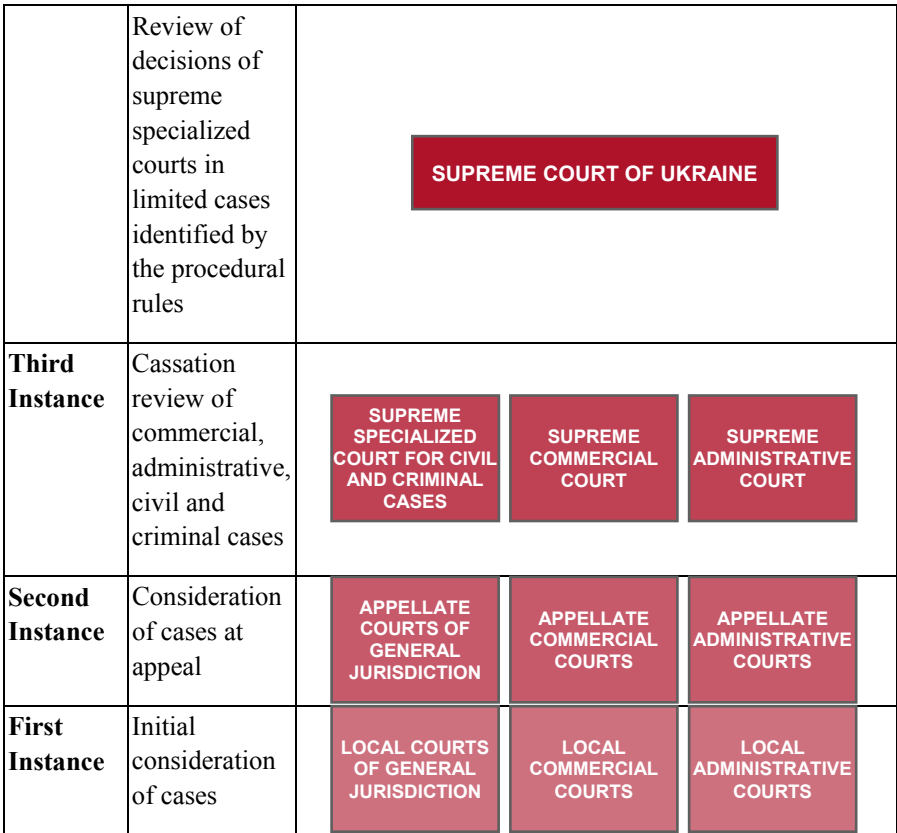 Review of
decisions of
supreme
specialized
courts in
limited cases
identified by
the procedural
rules
SUPREME COURT OF UKRAINE
Third
Instance
Cassation
review of
commercial,
administrative,
civil and
criminal cases
SUPREME
SPECIALIZED
COURT FOR CIVIL
AND CRIMINAL
CASES
SUPREME
COMMERCIAL
COURT
SUPREME
ADMINISTRATIVE
COURT
Second
Instance
Consideration
of cases at
appeal
APPELLATE
COURTS OF
GENERAL
JURISDICTION
APPELLATE
COMMERCIAL
COURTS
APPELLATE
ADMINISTRATIVE
COURTS
First
Instance
Initial
consideration
of cases
LOCAL COURTS
OF GENERAL
JURISDICTION
LOCAL
COMMERCIAL
COURTS
LOCAL
ADMINISTRATIVE
COURTS